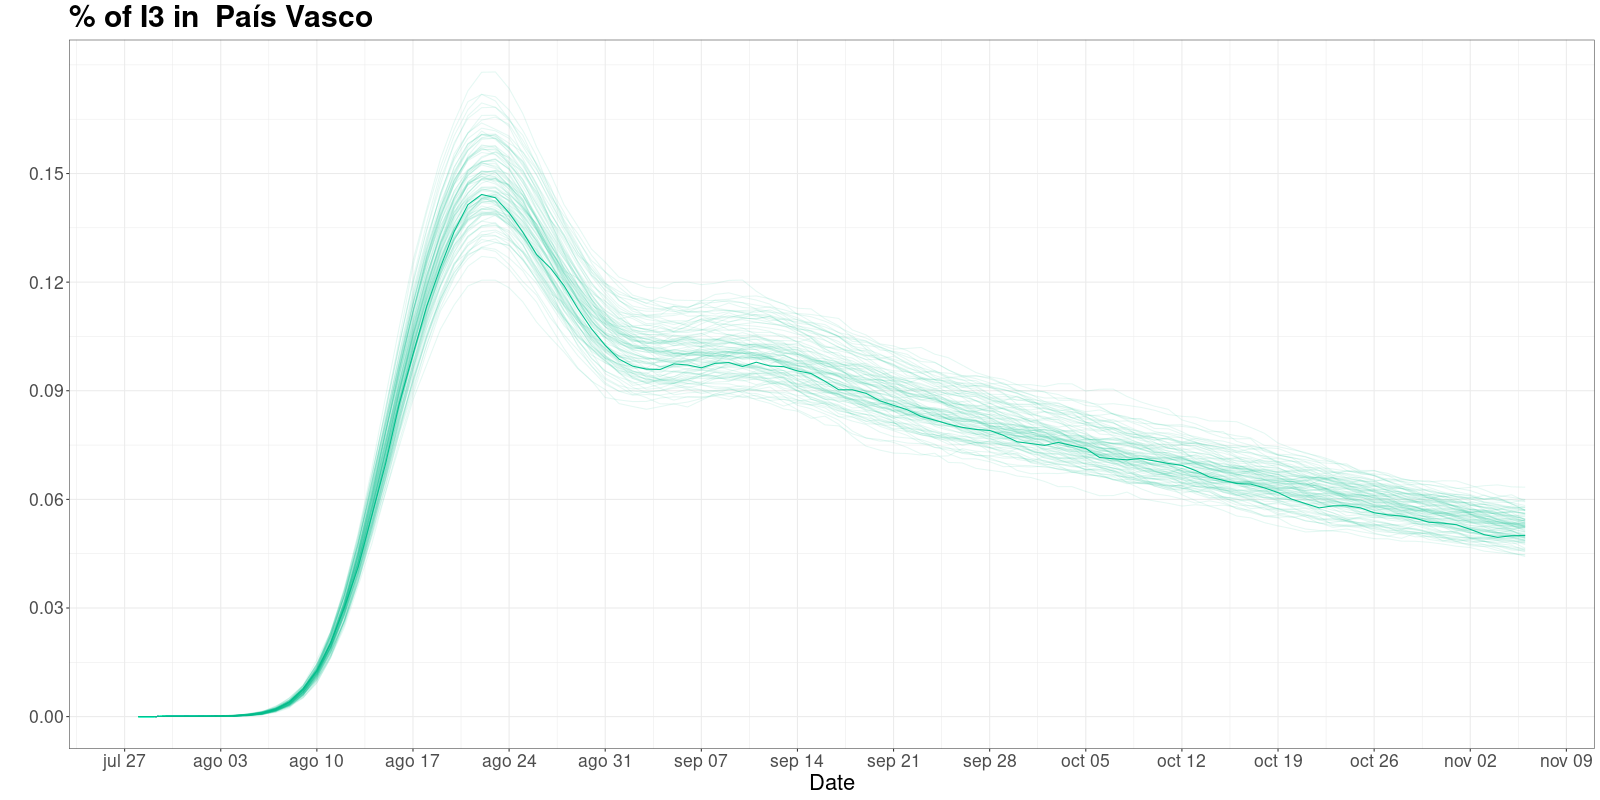 % of I3 in  País Vasco
0.15
0.12
0.09
0.06
0.03
0.00
jul 27 ago 03 ago 10 ago 17 ago 24 ago 31 sep 07 sep 14 sep 21 sep 28 oct 05 oct 12 oct 19 oct 26 nov 02 nov 09
Date